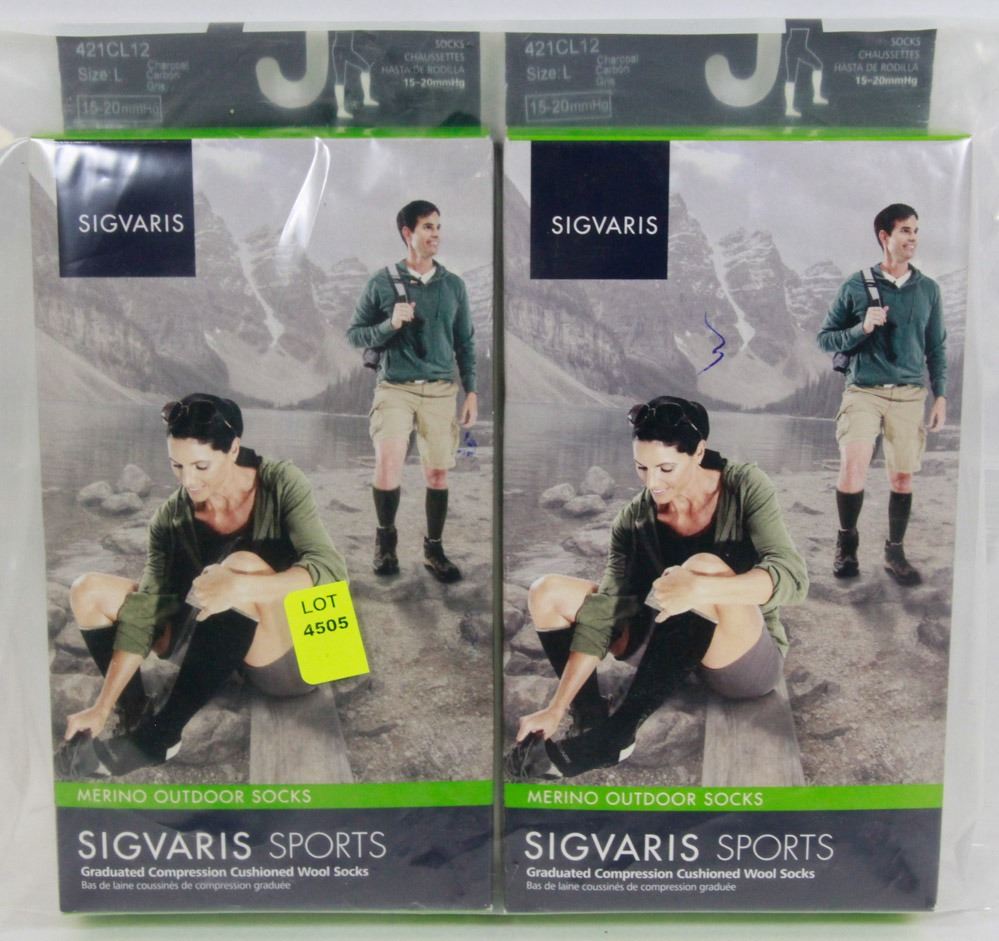 421CL12
Size: L
Charcoal
Carbón
Gris
15-20mmHg
SOCKS
CHAUSSETTES
HASTA DE RODILLA
15-20mmHg
SIGVARIS
LOT
4505
MERINO OUTDOOR SOCKS
SIGVARIS SPORTS
Graduated Compression Cushioned Wool Socks
Bas de laine coussinés de compression graduée
421CL12
Size: L
Charcoal
Carbón
Gris
15-20mmHg
SOCKS
CHAUSSETTES
HASTA DE RODILLA
15-20mmHg
SIGVARIS
MERINO OUTDOOR SOCKS
SIGVARIS SPORTS
Graduated Compression Cushioned Wool Socks
Bas de laine coussinés de compression graduée